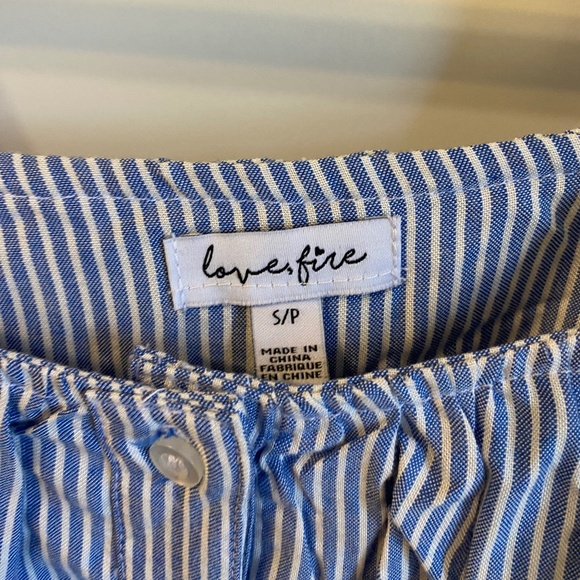 love, fire
S/P
MADE IN
CHINA
FABRIQUE
EN CHINE